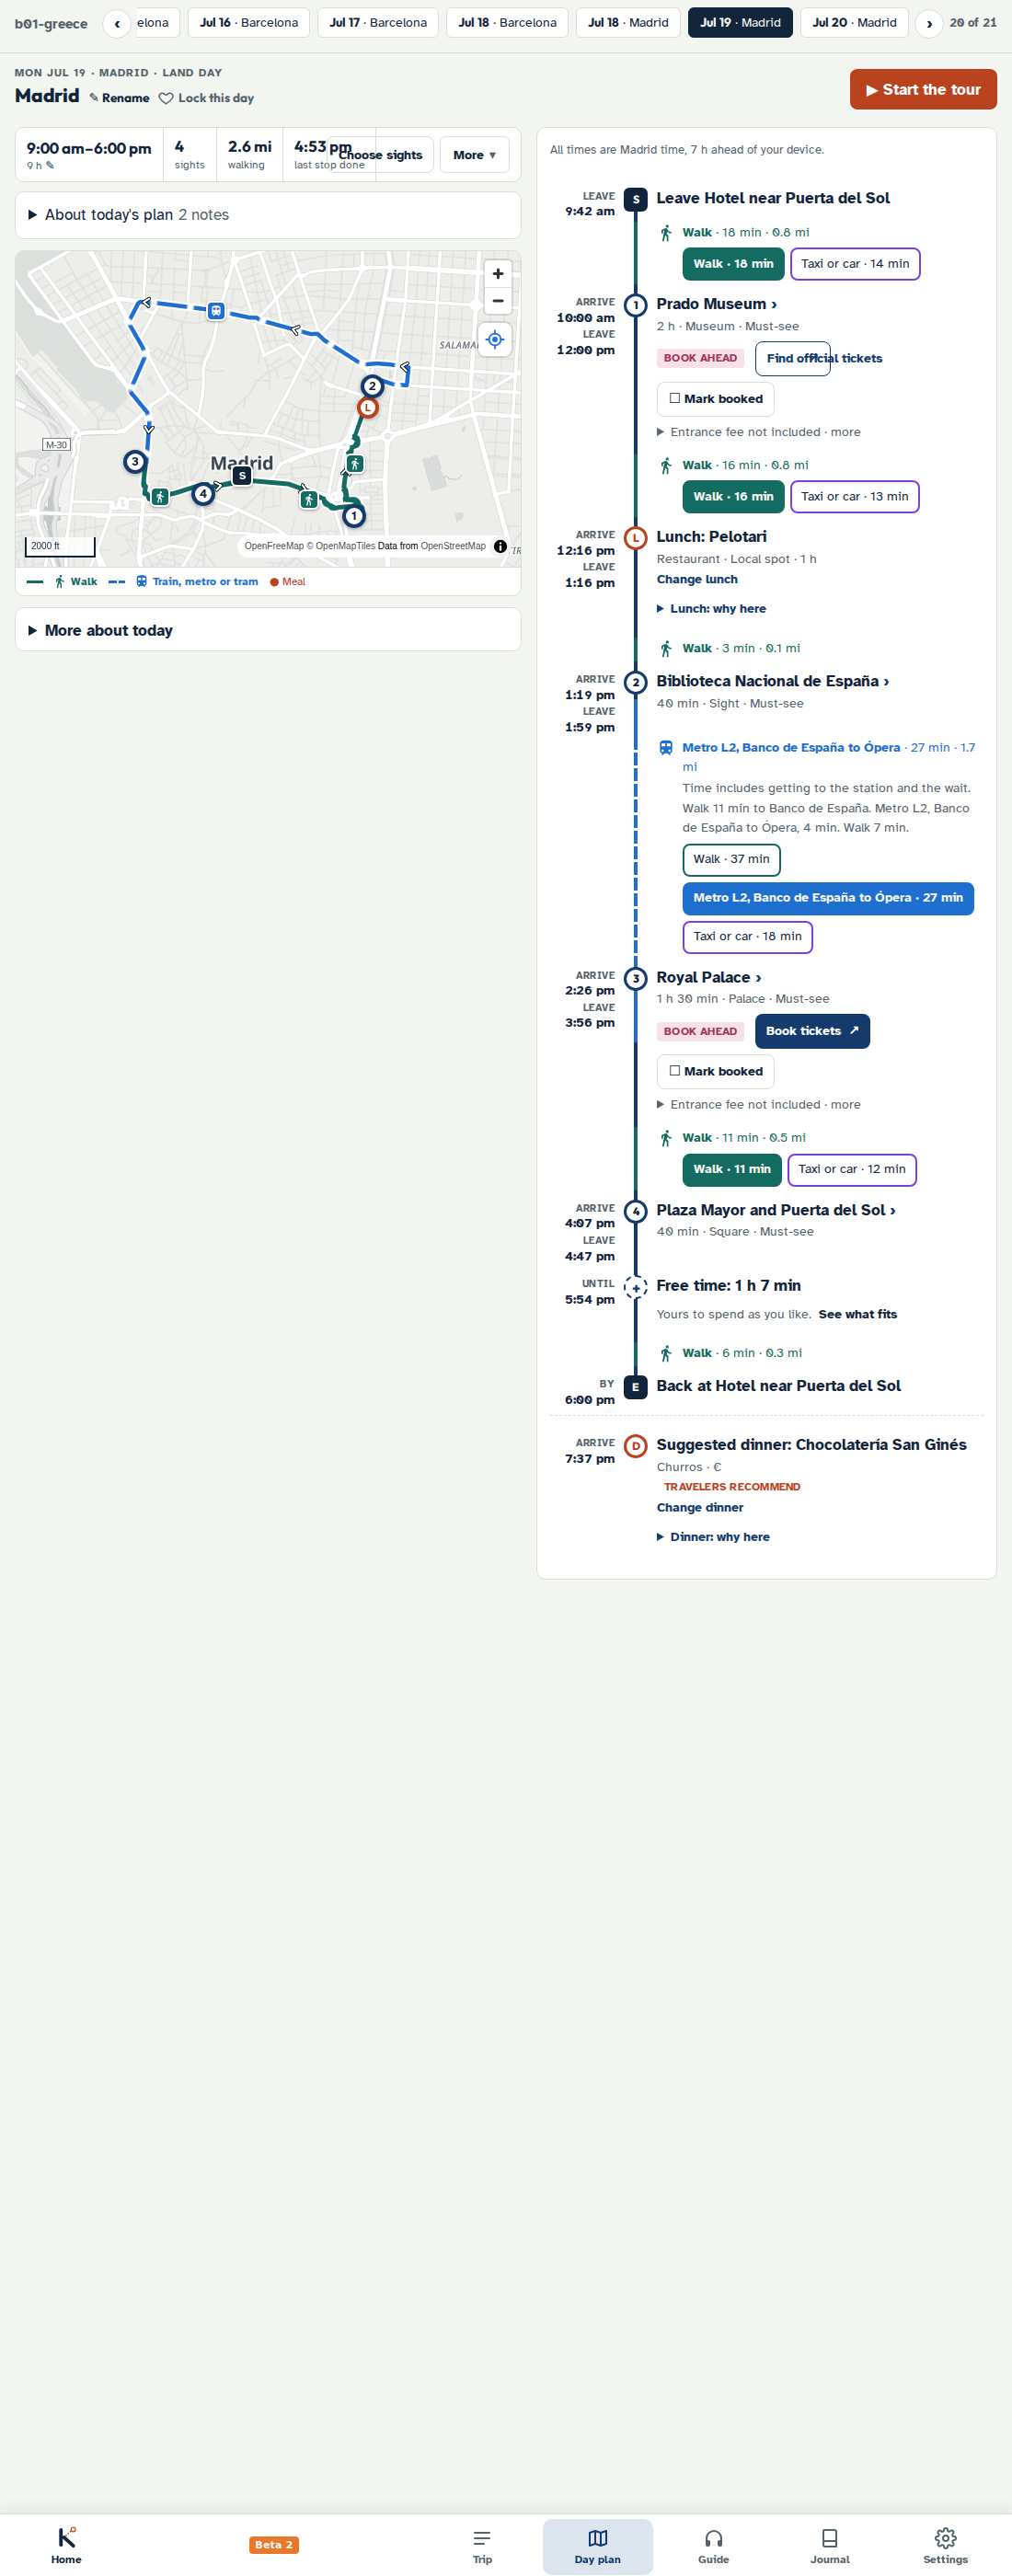 b01-greece
‹
elona
Jul 16 · Barcelona
Jul 17 · Barcelona
Jul 18 · Barcelona
Jul 18 · Madrid
Jul 19 · Madrid
Jul 20 · Madrid
›
20 of 21
MON JUL 19 · MADRID · LAND DAY
Madrid ✎ Rename ♡ Lock this day
▶ Start the tour
9:00 am–6:00 pm
9 h ✎
4
sights
2.6 mi
walking
4:53 pm
last stop done
Choose sights
More ▾
▶ About today's plan 2 notes
+
−
SALAMA
2
L
M-30
Madrid
3
S
4
1
2000 ft
OpenFreeMap © OpenMapTiles Data from OpenStreetMap
Walk
Train, metro or tram
Meal
▶ More about today
All times are Madrid time, 7 h ahead of your device.
LEAVE
9:42 am
S
Leave Hotel near Puerta del Sol
Walk · 18 min · 0.8 mi
Walk · 18 min
Taxi or car · 14 min
ARRIVE
10:00 am
LEAVE
12:00 pm
1
Prado Museum ›
2 h · Museum · Must-see
BOOK AHEAD
Find official tickets ↗
☐ Mark booked
▶ Entrance fee not included · more
Walk · 16 min · 0.8 mi
Walk · 16 min
Taxi or car · 13 min
ARRIVE
12:16 pm
LEAVE
1:16 pm
L
Lunch: Pelotari
Restaurant · Local spot · 1 h
Change lunch
▶ Lunch: why here
Walk · 3 min · 0.1 mi
ARRIVE
1:19 pm
LEAVE
1:59 pm
2
Biblioteca Nacional de España ›
40 min · Sight · Must-see
Metro L2, Banco de España to Ópera · 27 min · 1.7
mi
Time includes getting to the station and the wait.
Walk 11 min to Banco de España. Metro L2, Banco
de España to Ópera, 4 min. Walk 7 min.
Walk · 37 min
Metro L2, Banco de España to Ópera · 27 min
Taxi or car · 18 min
ARRIVE
2:26 pm
LEAVE
3:56 pm
3
Royal Palace ›
1 h 30 min · Palace · Must-see
BOOK AHEAD
Book tickets ↗
☐ Mark booked
▶ Entrance fee not included · more
Walk · 11 min · 0.5 mi
Walk · 11 min
Taxi or car · 12 min
ARRIVE
4:07 pm
LEAVE
4:47 pm
4
Plaza Mayor and Puerta del Sol ›
40 min · Square · Must-see
UNTIL
5:54 pm
+
Free time: 1 h 7 min
Yours to spend as you like. See what fits
Walk · 6 min · 0.3 mi
BY
6:00 pm
E
Back at Hotel near Puerta del Sol
ARRIVE
7:37 pm
D
Suggested dinner: Chocolatería San Ginés
Churros · €
TRAVELERS RECOMMEND
Change dinner
▶ Dinner: why here
Home
Beta 2
Trip
Day plan
Guide
Journal
Settings